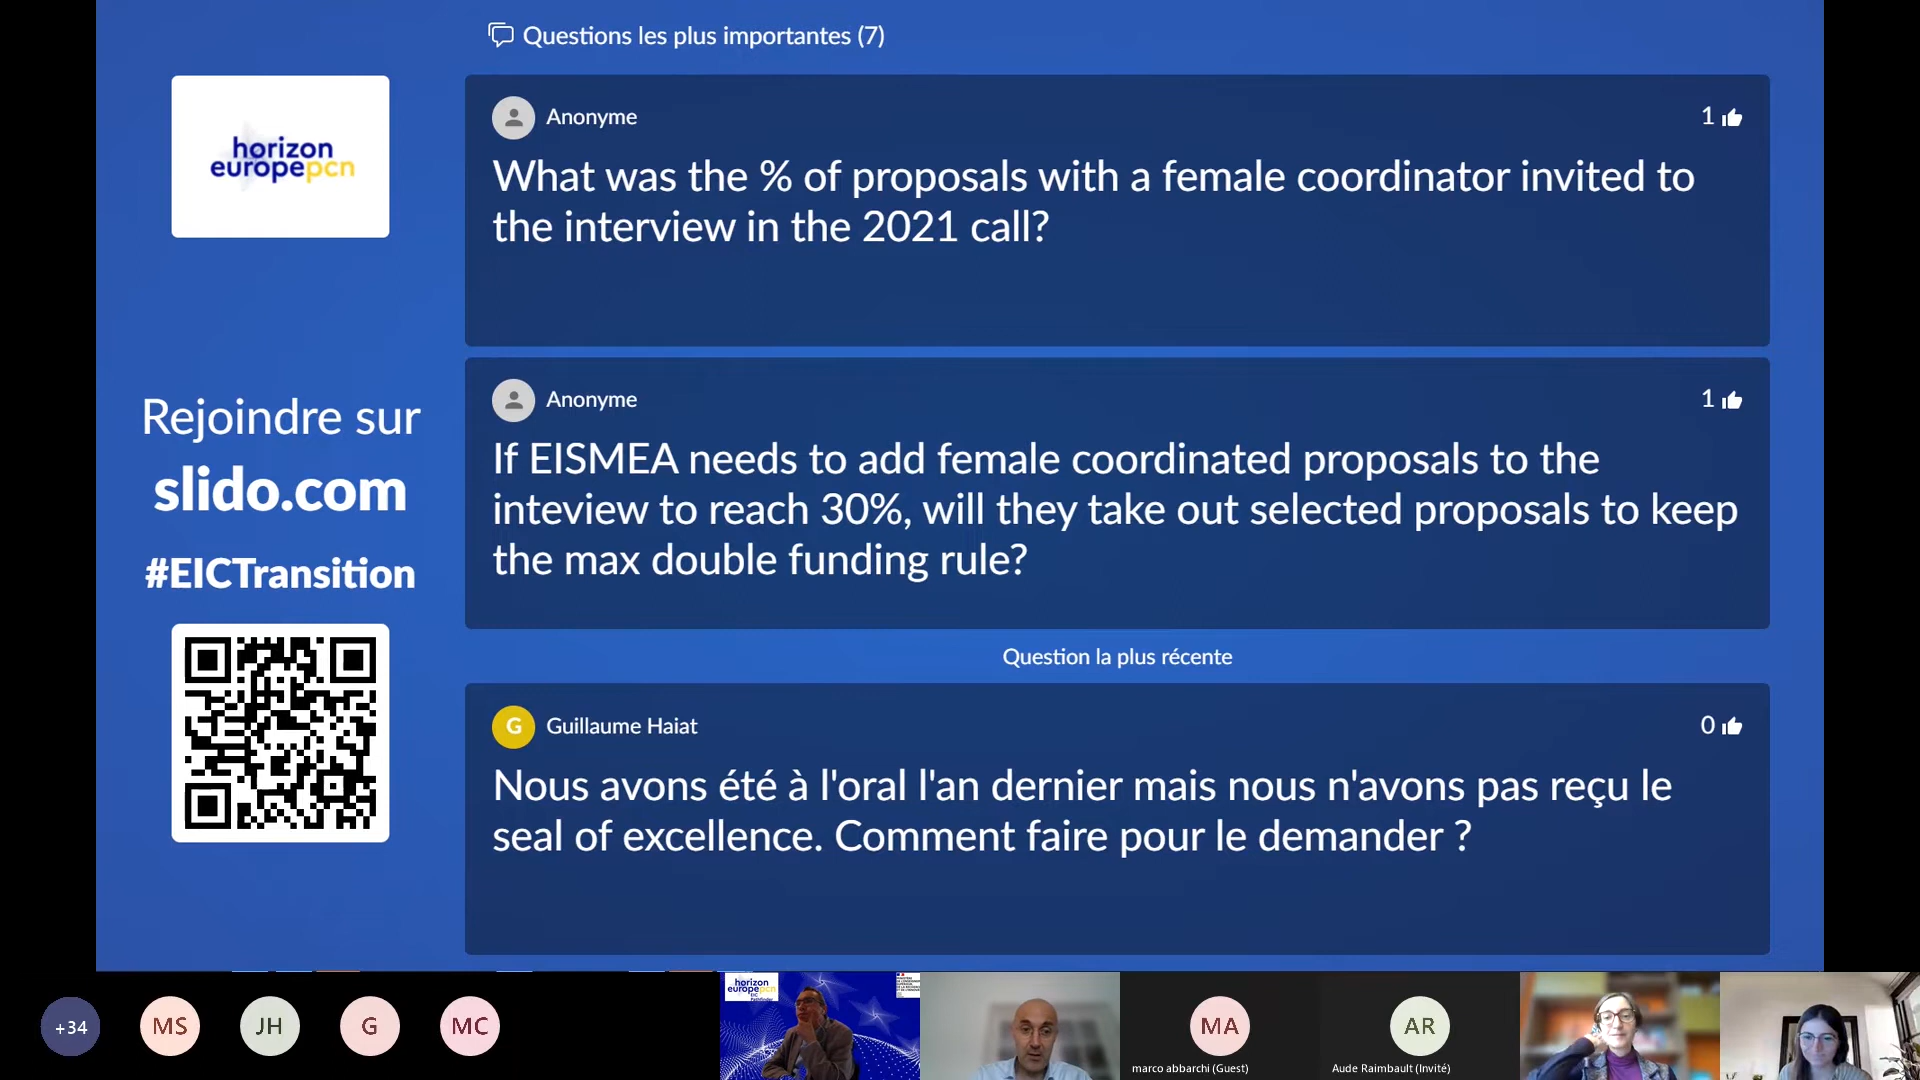 Questions les plus importantes (7)
horizon
europepcn
Anonyme
1
What was the % of proposals with a female coordinator invited to
the interview in the 2021 call?
Anonyme
1
If EISMEA needs to add female coordinated proposals to the
inteview to reach 30%, will they take out selected proposals to keep
the max double funding rule?
Rejoindre sur
slido.com
#EICTransition
Question la plus récente
G
Guillaume Haiat
0
Nous avons été à l'oral l'an dernier mais nous n'avons pas reçu le
seal of excellence. Comment faire pour le demander ?
+34
MS
JH
G
MC
horizon
europepcn
EIC
Pathfinder
MA
marco abbarchi (Guest)
AR
Aude Raimbault (Invité)